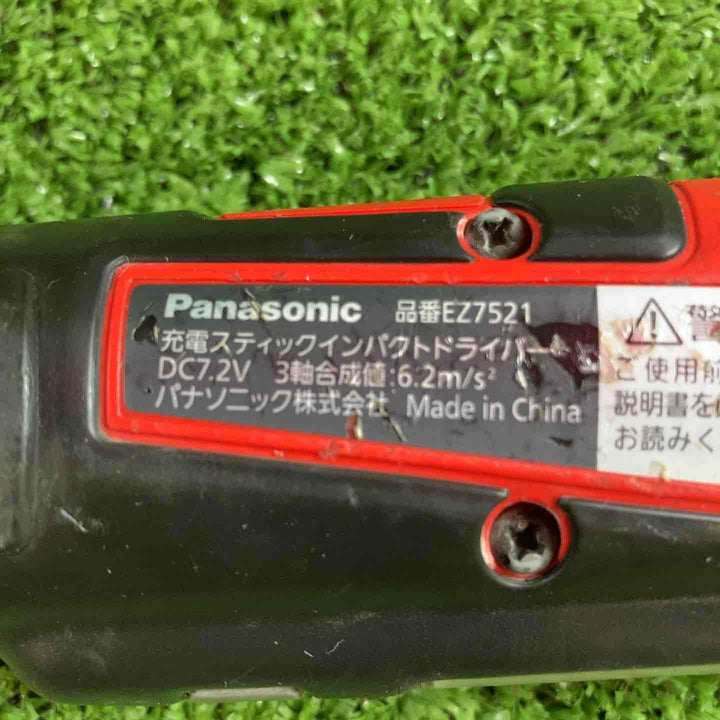 Panasonic 品番EZ7521
充電スティックインパクトドライバー
DC7.2V 3軸合成値:6.2m/s²
パナソニック株式会社 Made in China
ご使用前
説明書を
お読みく